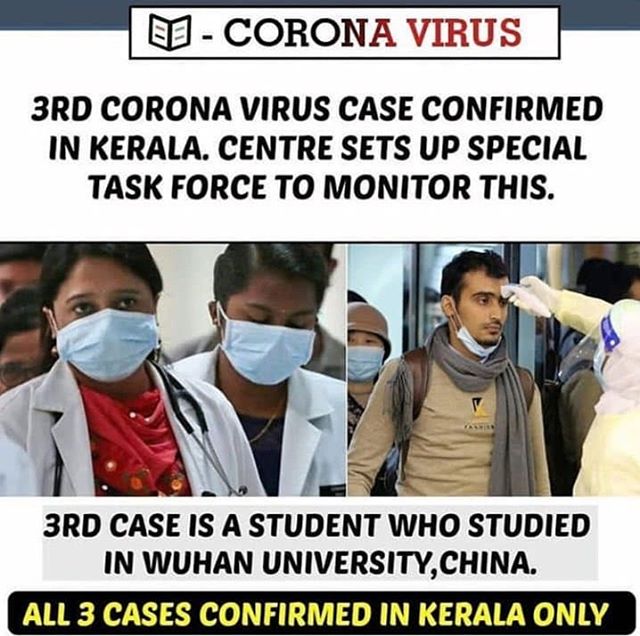 - CORONA VIRUS
3RD CORONA VIRUS CASE CONFIRMED
IN KERALA. CENTRE SETS UP SPECIAL
TASK FORCE TO MONITOR THIS.
FASHION
3RD CASE IS A STUDENT WHO STUDIED
IN WUHAN UNIVERSITY,CHINA.
ALL 3 CASES CONFIRMED IN KERALA ONLY